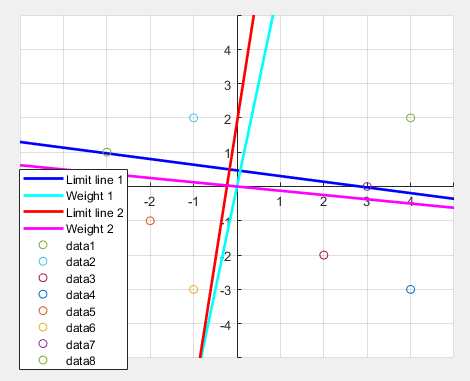 4
3
2
1
-2
-1
1
2
3
4
-1
-2
-3
-4
Limit line 1
Weight 1
Limit line 2
Weight 2
data1
data2
data3
data4
data5
data6
data7
data8